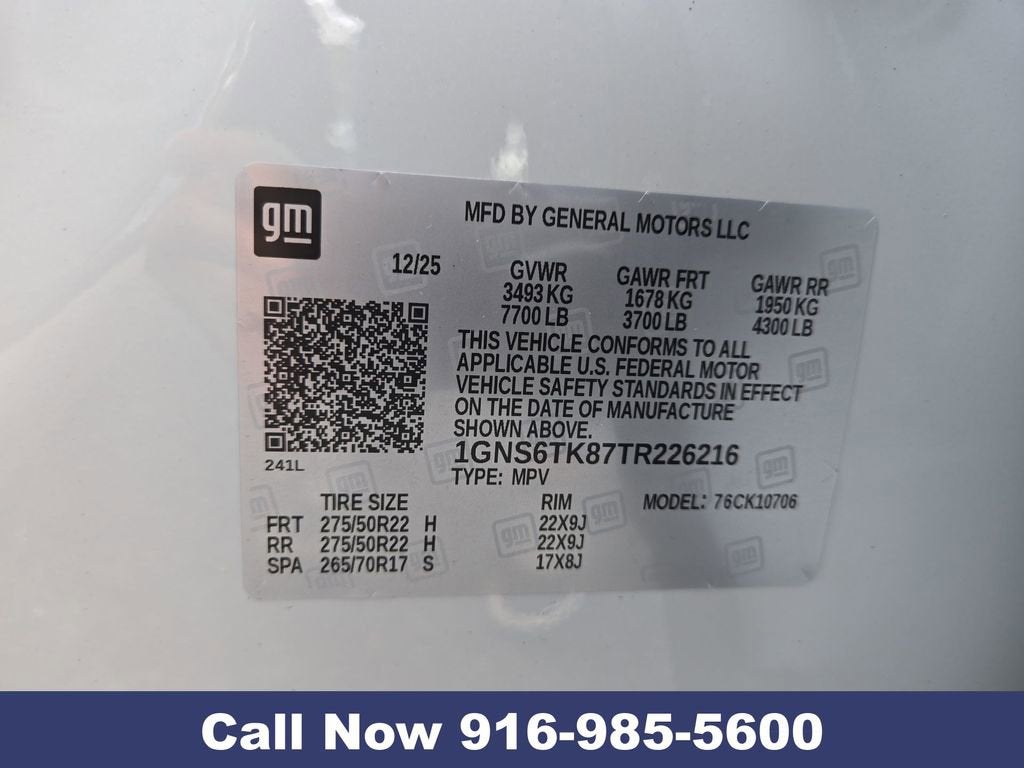 gm
MFD BY GENERAL MOTORS LLC
12/25 GVWR GAWR FRT GAWR RR
3493 KG 1678 KG 1950 KG
7700 LB 3700 LB 4300 LB
THIS VEHICLE CONFORMS TO ALL
APPLICABLE U.S. FEDERAL MOTOR
VEHICLE SAFETY STANDARDS IN EFFECT
ON THE DATE OF MANUFACTURE
SHOWN ABOVE.
1GNS6TK87TR226216
241L
TYPE: MPV
TIRE SIZE RIM MODEL: 76CK10706
FRT 275/50R22 H 22X9J
RR 275/50R22 H 22X9J
SPA 265/70R17 S 17X8J
Call Now 916-985-5600